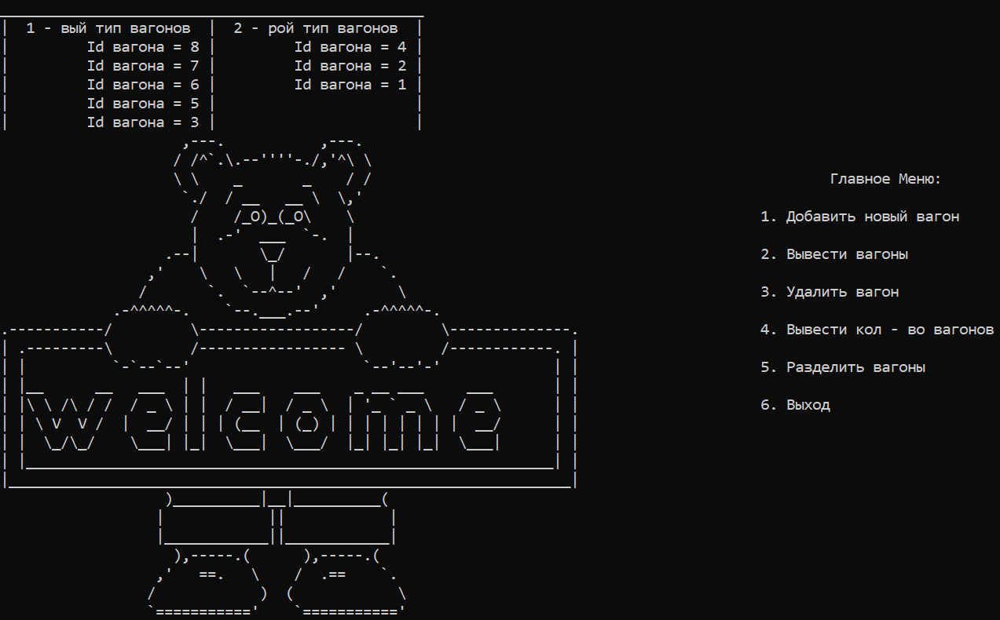 1 - вый тип вагонов | 2 - рой тип вагонов
Id вагона = 8 | Id вагона = 4
Id вагона = 7 | Id вагона = 2
Id вагона = 6 | Id вагона = 1
Id вагона = 5
Id вагона = 3
Главное Меню:
1. Добавить новый вагон
2. Вывести вагоны
3. Удалить вагон
4. Вывести кол - во вагонов
5. Разделить вагоны
6. Выход
welcome